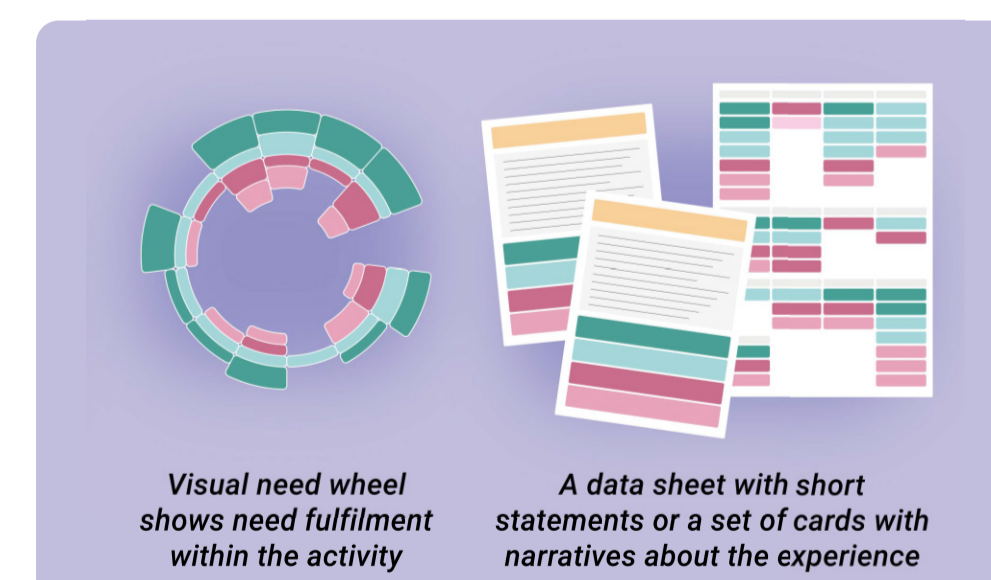 Visual need wheel
shows need fulfilment
within the activity
A data sheet with short
statements or a set of cards with
narratives about the experience